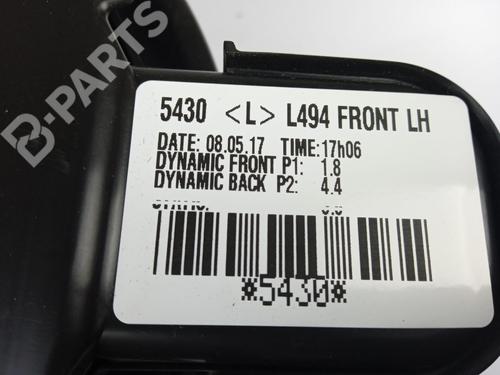 B-PARTS
5430 <L> L494 FRONT LH
DATE: 08.05.17 TIME:17h06
DYNAMIC FRONT P1: 1.8
DYNAMIC BACK P2: 4.4
*5430*